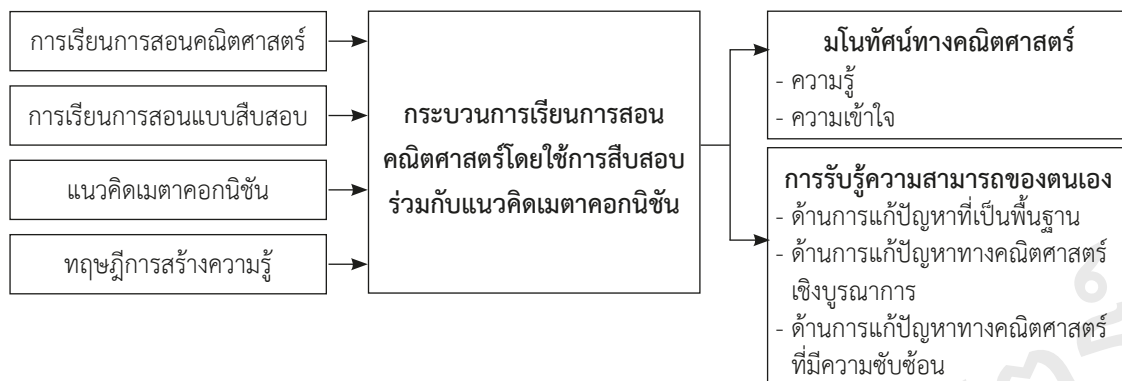 การเรียนการสอนคณิตศาสตร์
การเรียนการสอนแบบสืบสอบ
แนวคิดเมตาคอกนิชัน
ทฤษฎีการสร้างความรู้
กระบวนการเรียนการสอน
คณิตศาสตร์โดยใช้การสืบสอบ
ร่วมกับแนวคิดเมตาคอกนิชัน
มโนทัศน์ทางคณิตศาสตร์
- ความรู้
- ความเข้าใจ
การรับรู้ความสามารถของตนเอง
- ด้านการแก้ปัญหาที่เป็นพื้นฐาน
- ด้านการแก้ปัญหาทางคณิตศาสตร์
เชิงบูรณาการ
- ด้านการแก้ปัญหาทางคณิตศาสตร์
ที่มีความซับซ้อน